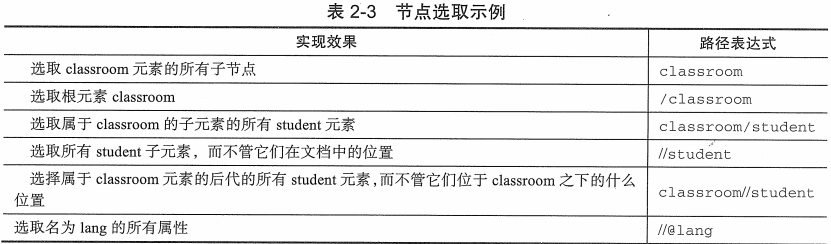 表 2-3 节点选取示例
实现效果 路径表达式
选取 classroom 元素的所有子节点 classroom
选取根元素 classroom /classroom
选取属于 classroom 的子元素的所有 student 元素 classroom/student
选取所有 student 子元素，而不管它们在文档中的位置 //student
选择属于 classroom 元素的后代的所有 student 元素，而不管它们位于 classroom 之下的什么
位置 classroom//student
选取名为 lang 的所有属性 //@lang